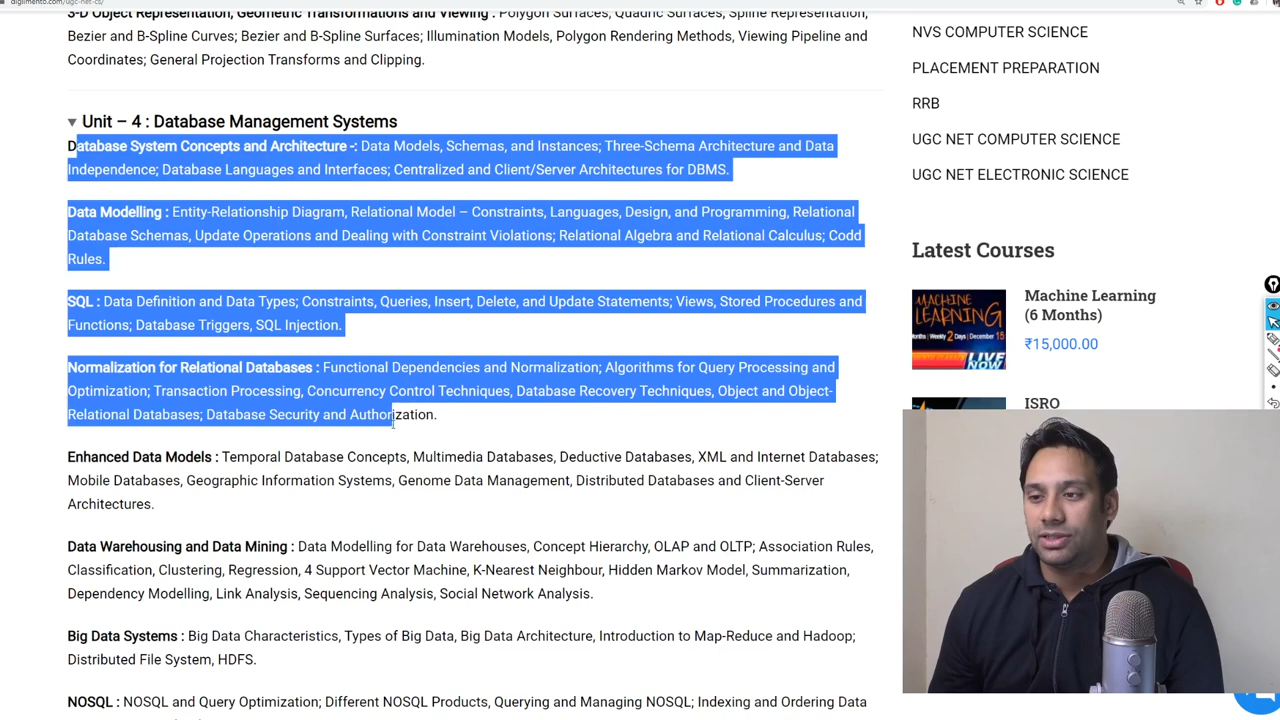 digiimento.com/ugc-net-cs/
3-D Object Representation, Geometric Transformations and Viewing : Polygon Surfaces, Quadric Surfaces, Spline Representation,
Bezier and B-Spline Curves; Bezier and B-Spline Surfaces; Illumination Models, Polygon Rendering Methods, Viewing Pipeline and
Coordinates; General Projection Transforms and Clipping.
Unit – 4 : Database Management Systems
Database System Concepts and Architecture -: Data Models, Schemas, and Instances; Three-Schema Architecture and Data
Independence; Database Languages and Interfaces; Centralized and Client/Server Architectures for DBMS.
Data Modelling : Entity-Relationship Diagram, Relational Model – Constraints, Languages, Design, and Programming, Relational
Database Schemas, Update Operations and Dealing with Constraint Violations; Relational Algebra and Relational Calculus; Codd
Rules.
SQL : Data Definition and Data Types; Constraints, Queries, Insert, Delete, and Update Statements; Views, Stored Procedures and
Functions; Database Triggers, SQL Injection.
Normalization for Relational Databases : Functional Dependencies and Normalization; Algorithms for Query Processing and
Optimization; Transaction Processing, Concurrency Control Techniques, Database Recovery Techniques, Object and Object-
Relational Databases; Database Security and Authorization.
Enhanced Data Models : Temporal Database Concepts, Multimedia Databases, Deductive Databases, XML and Internet Databases;
Mobile Databases, Geographic Information Systems, Genome Data Management, Distributed Databases and Client-Server
Architectures.
Data Warehousing and Data Mining : Data Modelling for Data Warehouses, Concept Hierarchy, OLAP and OLTP; Association Rules,
Classification, Clustering, Regression, 4 Support Vector Machine, K-Nearest Neighbour, Hidden Markov Model, Summarization,
Dependency Modelling, Link Analysis, Sequencing Analysis, Social Network Analysis.
Big Data Systems : Big Data Characteristics, Types of Big Data, Big Data Architecture, Introduction to Map-Reduce and Hadoop;
Distributed File System, HDFS.
NOSQL : NOSQL and Query Optimization; Different NOSQL Products, Querying and Managing NOSQL; Indexing and Ordering Data
NVS COMPUTER SCIENCE
PLACEMENT PREPARATION
RRB
UGC NET COMPUTER SCIENCE
UGC NET ELECTRONIC SCIENCE
Latest Courses
MACHINE
LEARNING
Months | Weekly 2 Days | December 15
LIVE
NOW
Machine Learning
(6 Months)
₹15,000.00
ISRO